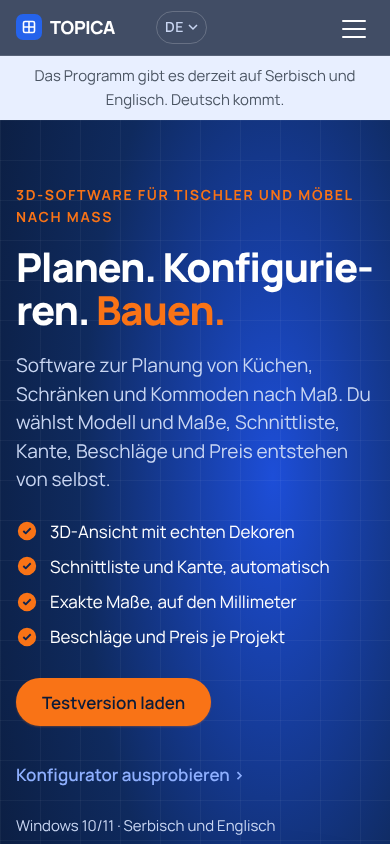 TOPICA
DE
Das Programm gibt es derzeit auf Serbisch und
Englisch. Deutsch kommt.
3D-SOFTWARE FÜR TISCHLER UND MÖBEL
NACH MASS
Planen. Konfigurie-
ren. Bauen.
Software zur Planung von Küchen,
Schränken und Kommoden nach Maß. Du
wählst Modell und Maße, Schnittliste,
Kante, Beschläge und Preis entstehen
von selbst.
3D-Ansicht mit echten Dekoren
Schnittliste und Kante, automatisch
Exakte Maße, auf den Millimeter
Beschläge und Preis je Projekt
Testversion laden
Konfigurator ausprobieren ›
Windows 10/11 · Serbisch und Englisch